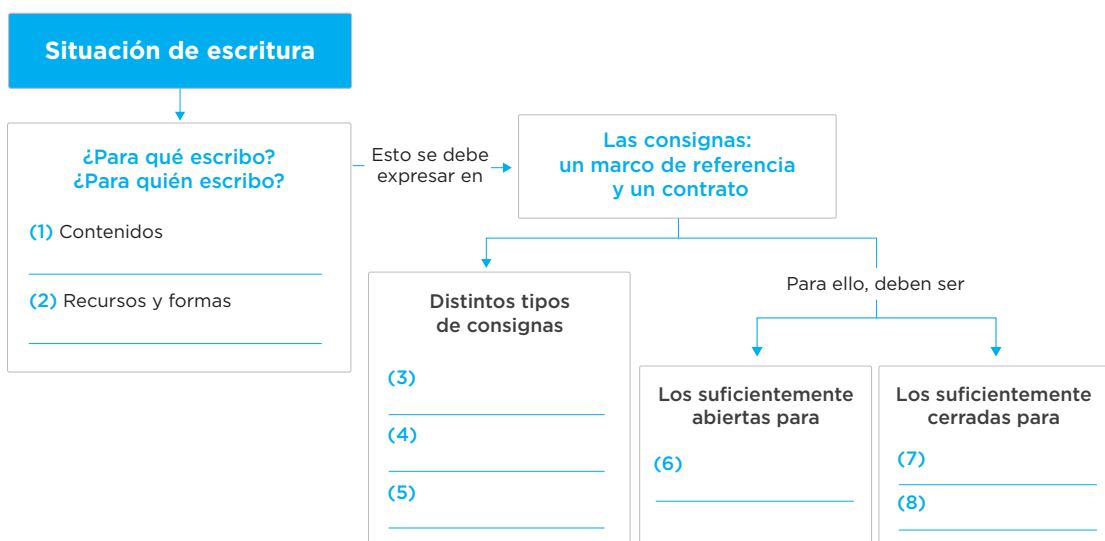 Situación de escritura
¿Para qué escribo?
¿Para quién escribo?
(1) Contenidos
(2) Recursos y formas
Esto se debe
expresar en
Las consignas:
un marco de referencia
y un contrato
Distintos tipos
de consignas
(3)
(4)
(5)
Para ello, deben ser
Los suficientemente
abiertas para
(6)
Los suficientemente
cerradas para
(7)
(8)